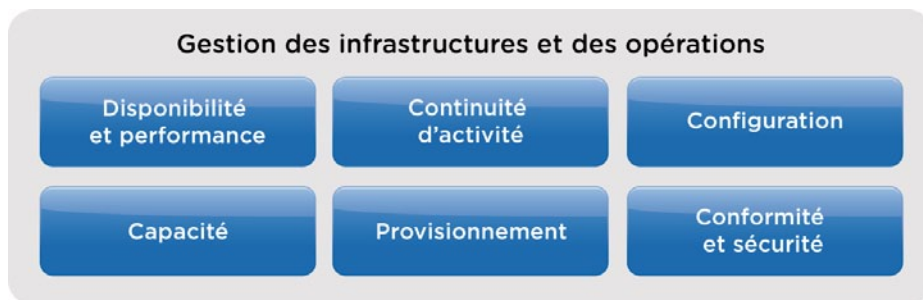 Gestion des infrastructures et des opérations
Disponibilité
et performance
Continuité
d'activité
Configuration
Capacité
Provisionnement
Conformité
et sécurité